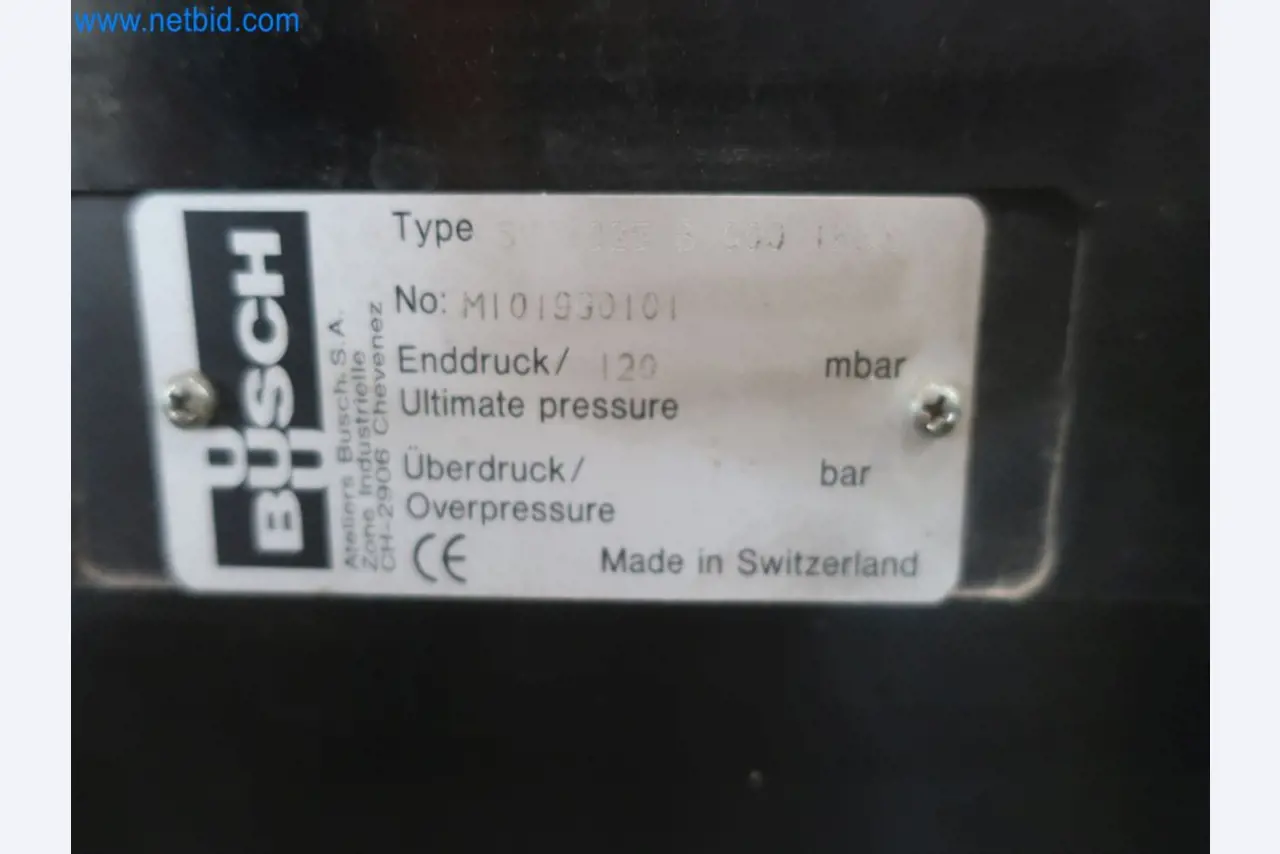 www.netbid.com
BUSCH
Ateliers Busch S.A.
Zone Industrielle
CH-2906 Chevenez
Type
No: M101930101
Enddruck/ 120 mbar
Ultimate pressure
Überdruck/ bar
Overpressure
CE Made in Switzerland